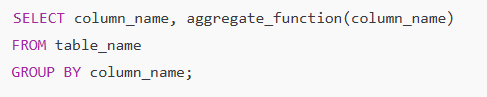 SELECT column_name, aggregate_function(column_name)
FROM table_name
GROUP BY column_name;